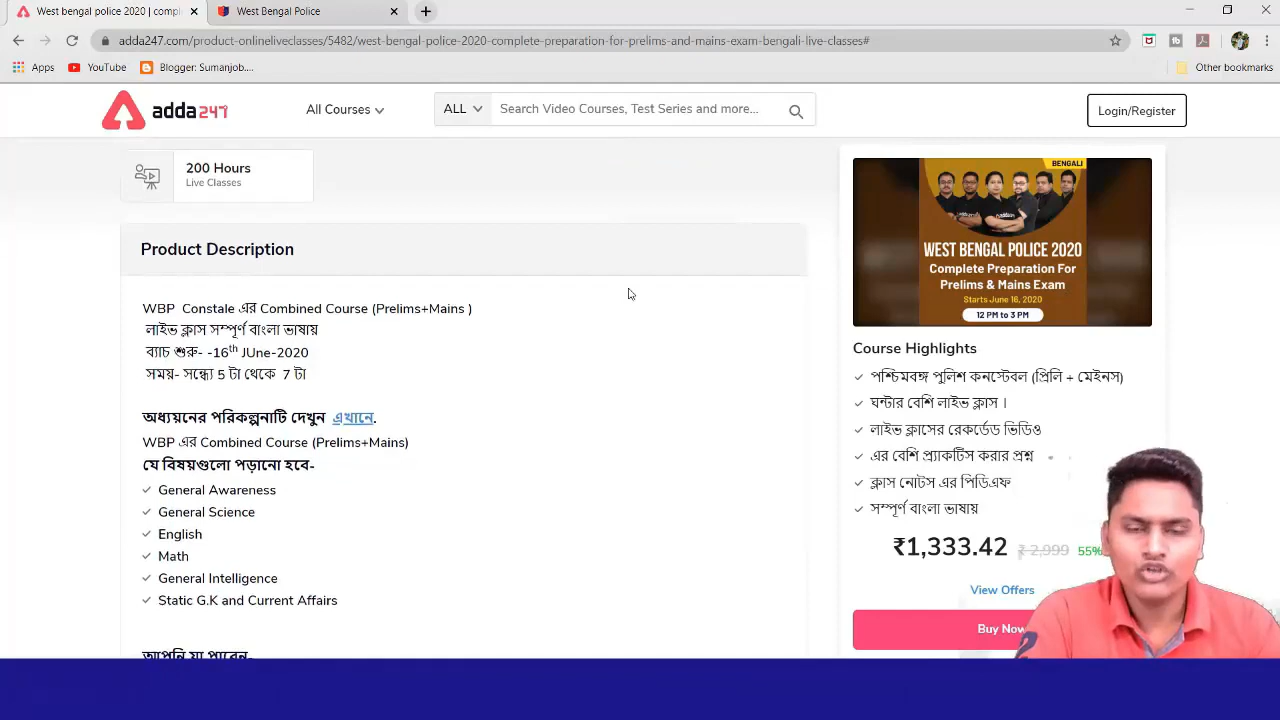 West bengal police 2020 | compl
West Bengal Police
adda247.com/product-onlineliveclasses/5482/west-bengal-police-2020-complete-preparation-for-prelims-and-mains-exam-bengali-live-classes#
Apps
YouTube
Blogger: Sumanjob....
Other bookmarks
adda247
All Courses
ALL
Search Video Courses, Test Series and more...
Login/Register
200 Hours
Live Classes
Product Description
WBP Constale এর Combined Course (Prelims+Mains )
লাইভ ক্লাস সম্পূর্ণ বাংলা ভাষায়
ব্যাচ শুরু- -16th JUne-2020
সময়- সন্ধ্যে 5 টা থেকে 7 টা
অধ্যয়নের পরিকল্পনাটি দেখুন এখানে.
WBP এর Combined Course (Prelims+Mains)
যে বিষয়গুলো পড়ানো হবে-
General Awareness
General Science
English
Math
General Intelligence
Static G.K and Current Affairs
আপনি যা পাবেন-
BENGALI
WEST BENGAL POLICE 2020
Complete Preparation For
Prelims & Mains Exam
Starts June 16, 2020
12 PM to 3 PM
Course Highlights
পশ্চিমবঙ্গ পুলিশ কনস্টেবল (প্রিলি + মেইনস)
ঘন্টার বেশি লাইভ ক্লাস ।
লাইভ ক্লাসের রেকর্ডেড ভিডিও
এর বেশি প্র্যাকটিস করার প্রশ্ন
ক্লাস নোটস এর পিডিএফ
সম্পূর্ণ বাংলা ভাষায়
₹1,333.42 ₹ 2,999 55%
View Offers
Buy Now